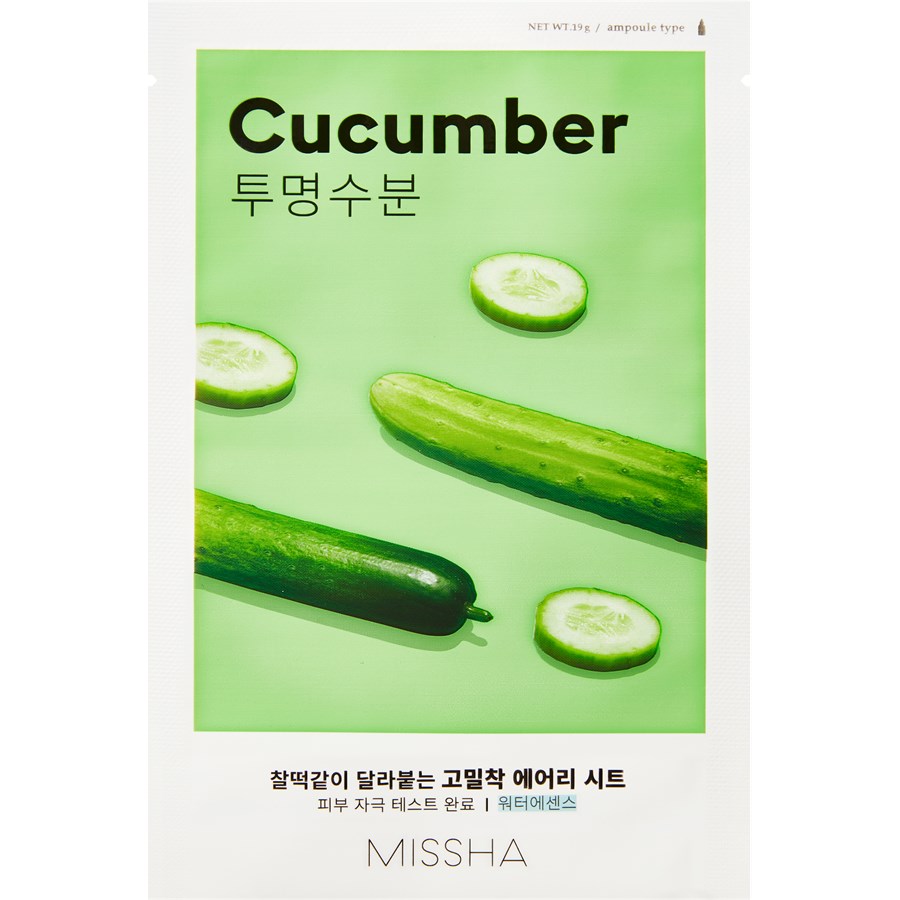 NET WT.19g / ampoule type
Cucumber
투명수분
찰떡같이 달라붙는 고밀착 에어리 시트
피부 자극 테스트 완료 | 워터에센스
MISSHA